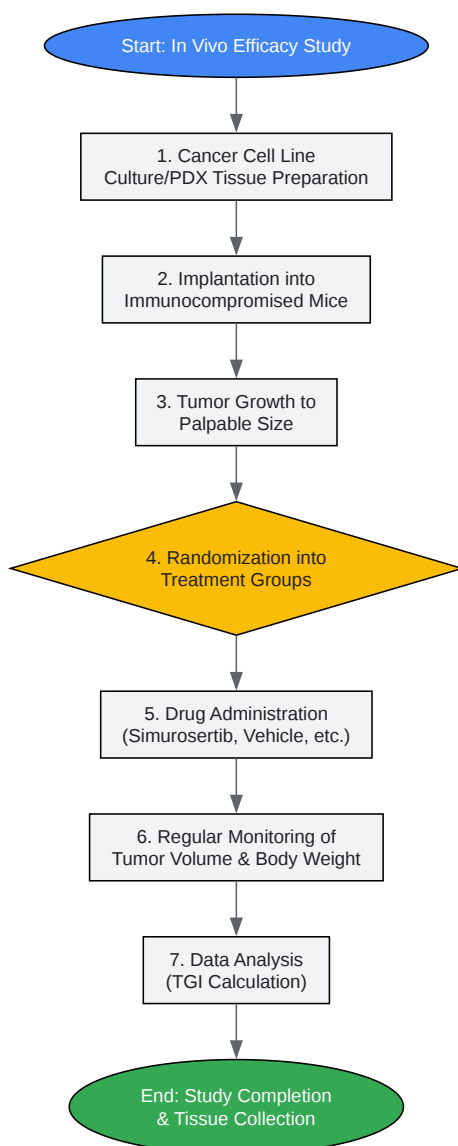 Start: In Vivo Efficacy Study
1. Cancer Cell Line
Culture/PDX Tissue Preparation
2. Implantation into
Immunocompromised Mice
3. Tumor Growth to
Palpable Size
4. Randomization into
Treatment Groups
5. Drug Administration
(Simurosertib, Vehicle, etc.)
6. Regular Monitoring of
Tumor Volume & Body Weight
7. Data Analysis
(TGI Calculation)
End: Study Completion
& Tissue Collection